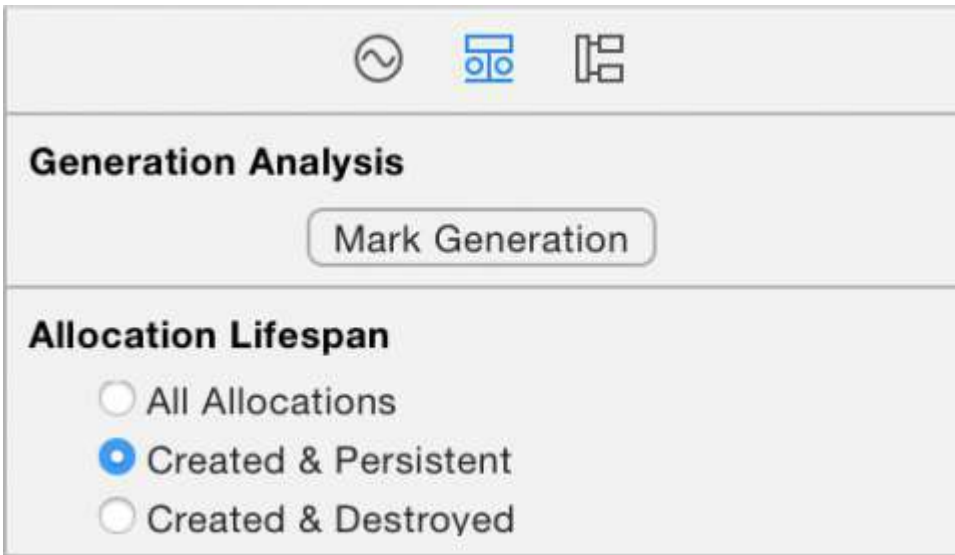 Generation Analysis
Mark Generation
Allocation Lifespan
All Allocations
Created & Persistent
Created & Destroyed